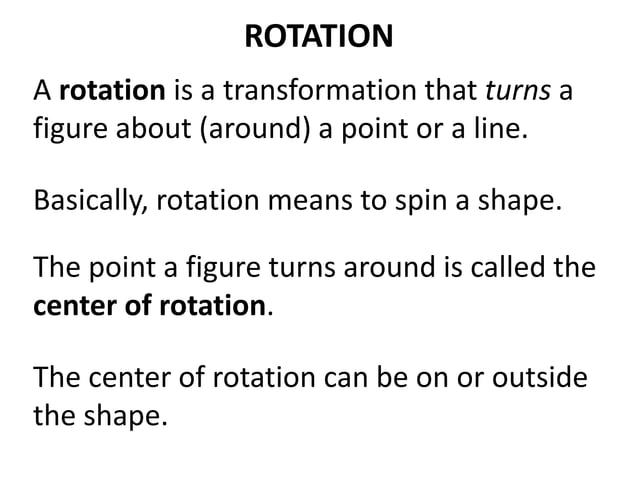 ROTATION
A rotation is a transformation that turns a
figure about (around) a point or a line.
Basically, rotation means to spin a shape.
The point a figure turns around is called the
center of rotation.
The center of rotation can be on or outside
the shape.